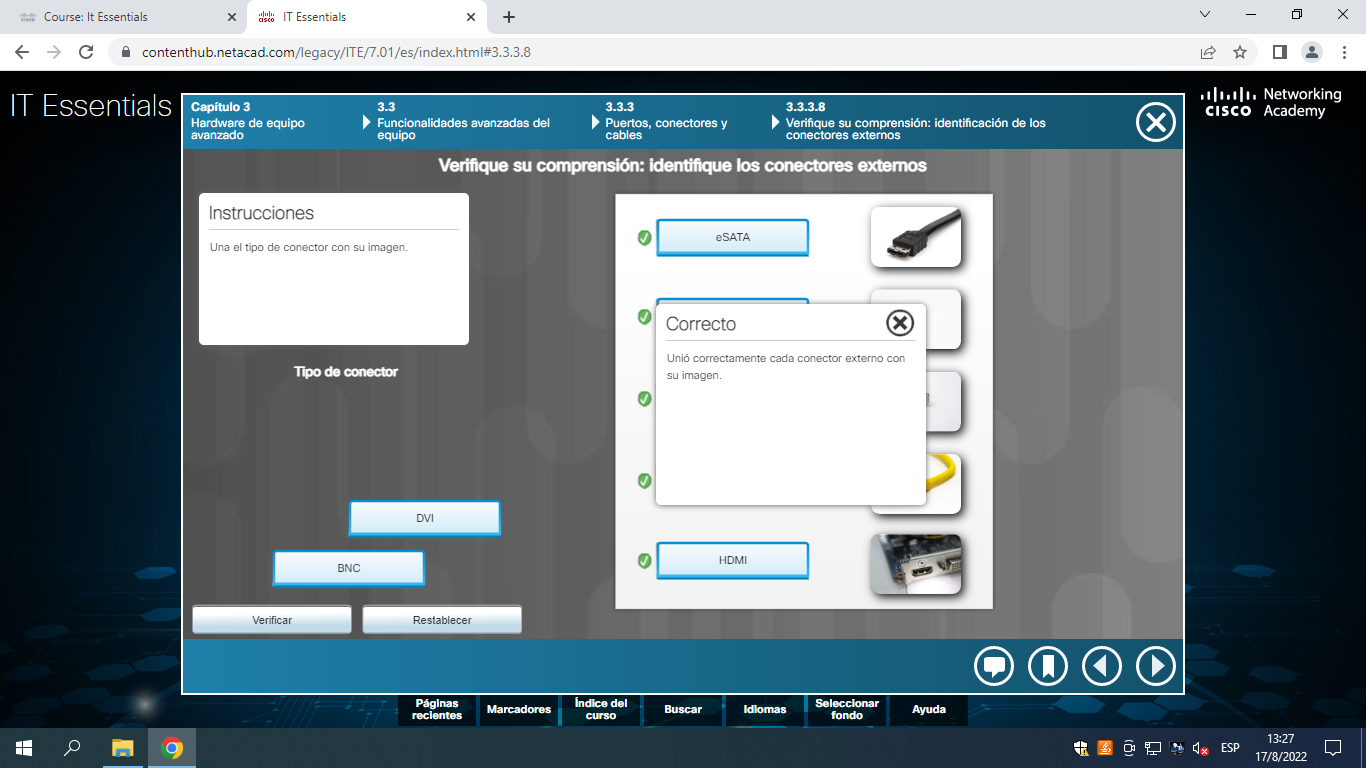 Course: It Essentials
IT Essentials
contenthub.netacad.com/legacy/ITE/7.01/es/index.html#3.3.3.8
IT Essentials
Capítulo 3
Hardware de equipo
avanzado
3.3
Funcionalidades avanzadas del
equipo
3.3.3
Puertos, conectores y
cables
3.3.3.8
Verifique su comprensión: identificación de los
conectores externos
CISCO
Networking
Academy
Verifique su comprensión: identifique los conectores externos
Instrucciones
Una el tipo de conector con su imagen.
Tipo de conector
DVI
BNC
Verificar
Restablecer
eSATA
Correcto
Unió correctamente cada conector externo con
su imagen.
HDMI
Páginas
recientes
Marcadores
Índice del
curso
Buscar
Idiomas
Seleccionar
fondo
Ayuda
ESP
13:27
17/8/2022